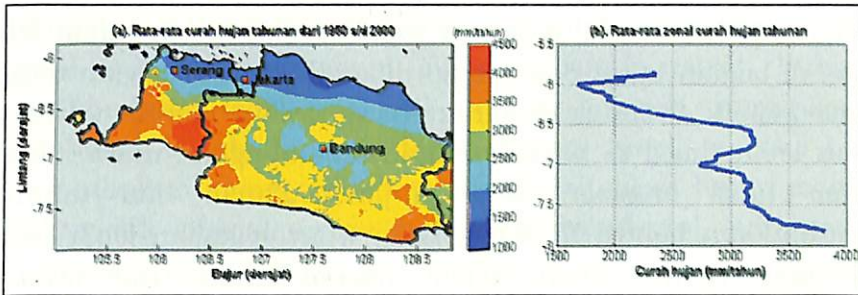 (a). Rata-rata curah hujan tahunan dari 1950 s/d 2000
(mm/tahun)
(b). Rata-rata zonal curah hujan tahunan
Serang
Jakarta
Bandung
Lintang (derajat)
-6
-6.5
-7
-7.5
105.5 106 106.5 107 107.5 108 108.5
Bujur (derajat)
4500
4000
3500
3000
2500
2000
1500
1000
-5.5
-6
-6.5
-7
-7.5
-8
1500 2000 2500 3000 3500 4000
Curah hujan (mm/tahun)